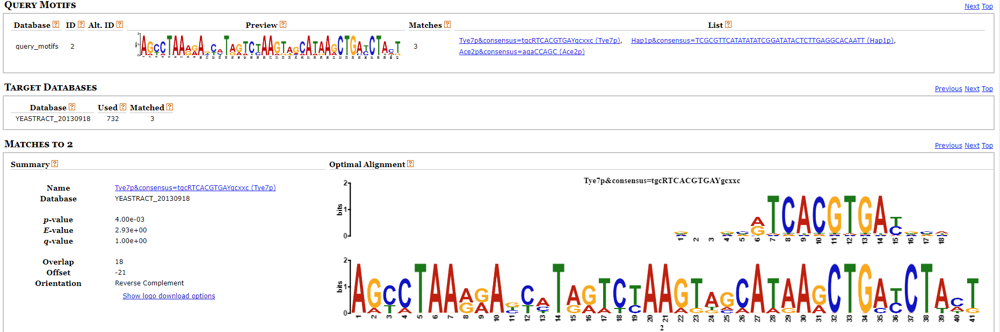 QUERY MOTIFS
Next Top
Database ? ID ? Alt. ID ? Preview ? Matches ? List ?
query_motifs 2 3 Tye7p&consensus=tgcRTCACGTGAYgcxxc (Tye7p), Hap1p&consensus=TCGCGTTCATATATATCGGATATACTCTTGAGGCACAATT (Hap1p),
Ace2p&consensus=aqaCCAGC (Ace2p)
TARGET DATABASES
Previous Next Top
Database ? Used ? Matched ?
YEASTRACT_20130918 732 3
MATCHES TO 2
Previous Next Top
Summary ?
Name Tye7p&consensus=tgcRTCACGTGAYgcxxc (Tye7p)
Database YEASTRACT_20130918
p-value 4.00e-03
E-value 2.93e+00
q-value 1.00e+00
Overlap 18
Offset -21
Orientation Reverse Complement
Show logo download options
Optimal Alignment ?
Tye7p&consensus=tgcRTCACGTGAYgcxxc
2
bits
1
0
TCACGTGA
1 2 3 4 5 6 7 8 9 10 11 12 13 14 15 16 17 18
2
bits
1
0
1 2 3 4 5 6 7 8 9 10 11 12 13 14 15 16 17 18 19 20 21 22 23 24 25 26 27 28 29 30 31 32 33 34 35 36 37 38 39 40 41
2